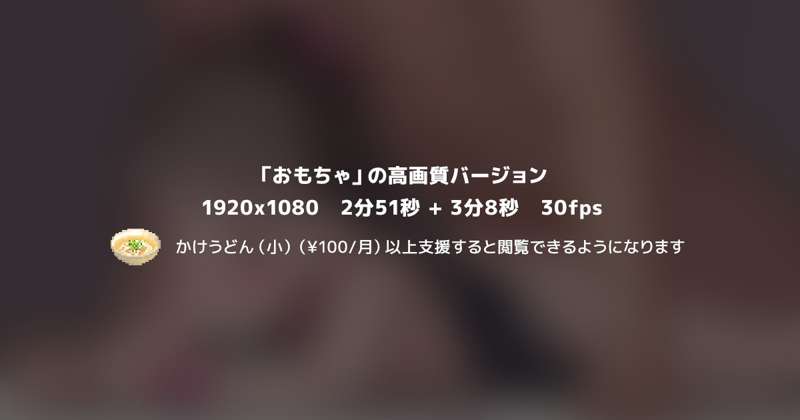 「おもちゃ」の高画質バージョン
1920x1080　2分51秒 + 3分8秒　30fps
かけうどん（小）（¥100/月）以上支援すると閲覧できるようになります